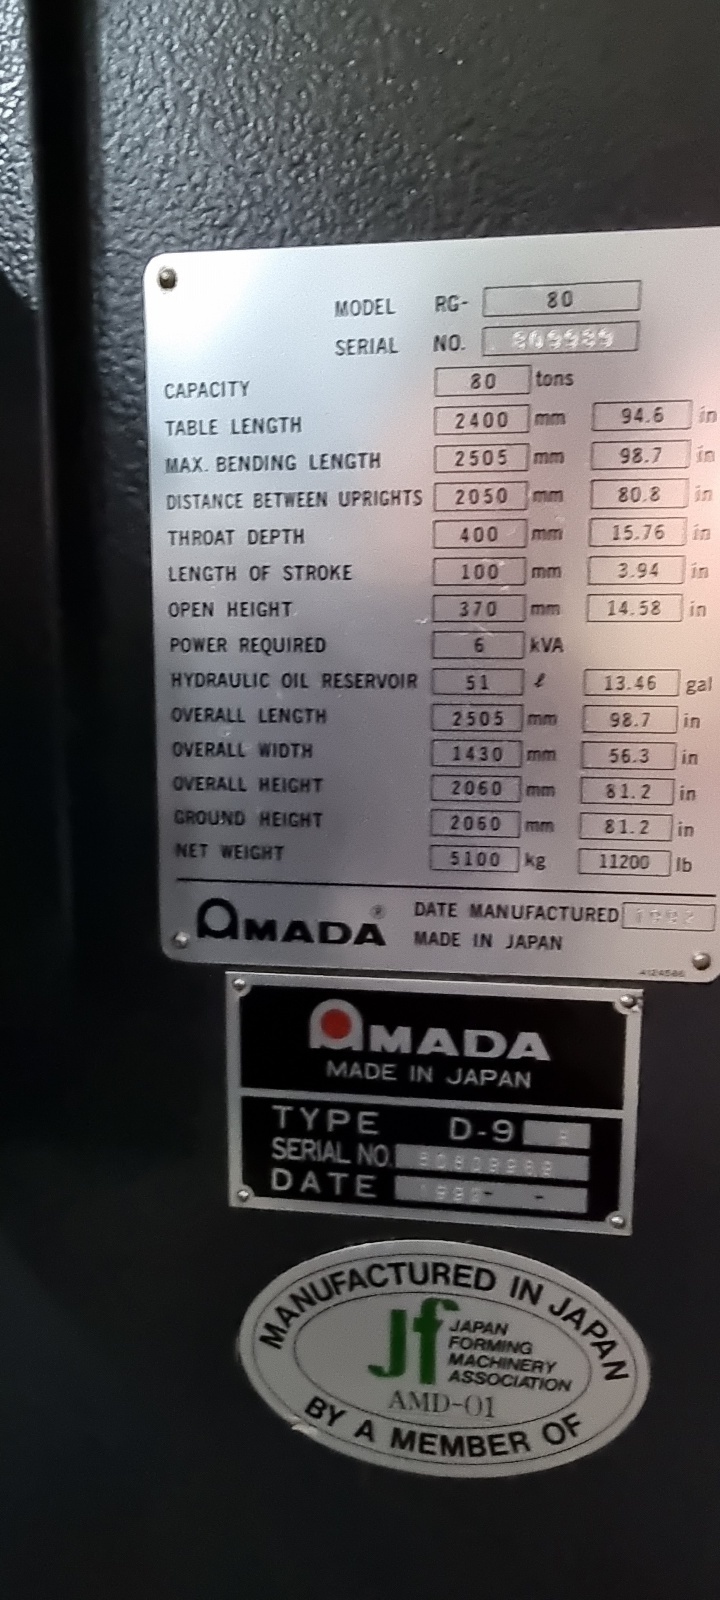 MODEL RG- 80
SERIAL NO.
CAPACITY 80 tons
TABLE LENGTH 2400 mm 94.6 in
MAX. BENDING LENGTH 2505 mm 98.7 in
DISTANCE BETWEEN UPRIGHTS 2050 mm 80.8 in
THROAT DEPTH 400 mm 15.76 in
LENGTH OF STROKE 100 mm 3.94 in
OPEN HEIGHT 370 mm 14.58 in
POWER REQUIRED 6 kVA
HYDRAULIC OIL RESERVOIR 51 ℓ 13.46 gal
OVERALL LENGTH 2505 mm 98.7 in
OVERALL WIDTH 1430 mm 56.3 in
OVERALL HEIGHT 2060 mm 81.2 in
GROUND HEIGHT 2060 mm 81.2 in
NET WEIGHT 5100 kg 11200 lb
AMADA ® DATE MANUFACTURED 1992
MADE IN JAPAN
AMADA
MADE IN JAPAN
TYPE D-9
SERIAL NO.
DATE 1992- -
MANUFACTURED IN JAPAN
Jf
JAPAN
FORMING
MACHINERY
ASSOCIATION
AMD-01
BY A MEMBER OF